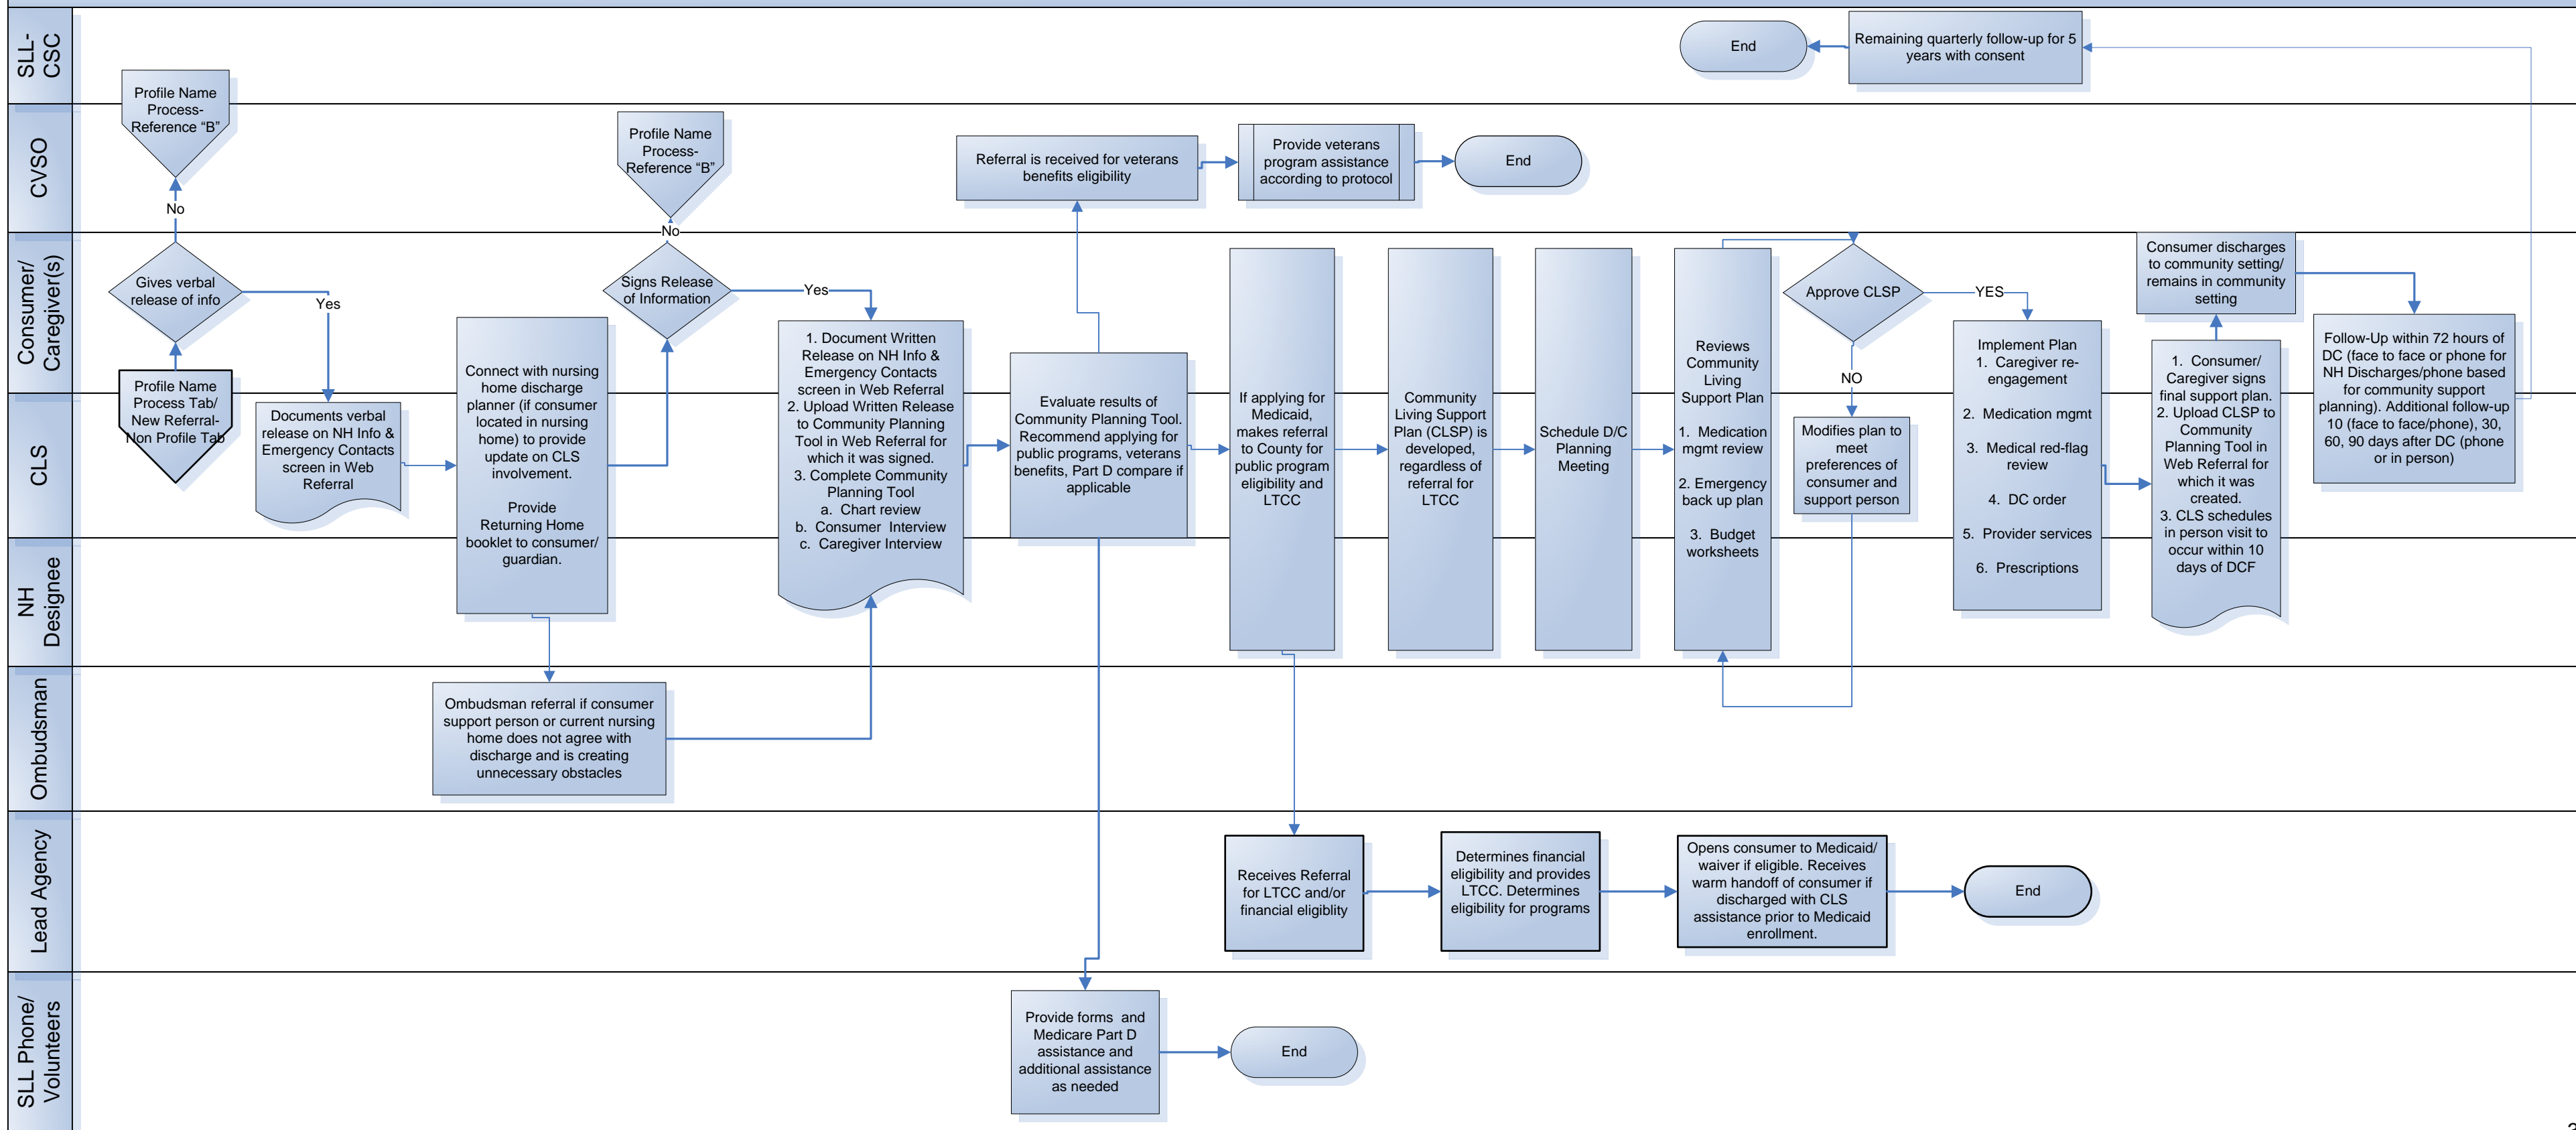 SLL-
CSC
End
Remaining quarterly follow-up for 5
years with consent
Profile Name
Process-
Reference “B”
No
CVSO
Profile Name
Process-
Reference “B”
No
Referral is received for veterans
benefits eligibility
Provide veterans
program assistance
according to protocol
End
Consumer/
Caregiver(s)
Gives verbal
release of info
Yes
Signs Release
of Information
Yes
Approve CLSP
YES
NO
Consumer discharges
to community setting/
remains in community
setting
CLS
Profile Name
Process Tab/
New Referral-
Non Profile Tab
Documents verbal
release on NH Info &
Emergency Contacts
screen in Web
Referral
Connect with nursing
home discharge
planner (if consumer
located in nursing
home) to provide
update on CLS
involvement.
Provide
Returning Home
booklet to consumer/
guardian.
1. Document Written
Release on NH Info &
Emergency Contacts
screen in Web Referral
2. Upload Written Release
to Community Planning
Tool in Web Referral for
which it was signed.
3. Complete Community
Planning Tool
a. Chart review
b. Consumer Interview
c. Caregiver Interview
Evaluate results of
Community Planning Tool.
Recommend applying for
public programs, veterans
benefits, Part D compare if
applicable
If applying for
Medicaid,
makes referral
to County for
public program
eligibility and
LTCC
Community
Living Support
Plan (CLSP) is
developed,
regardless of
referral for
LTCC
Schedule D/C
Planning
Meeting
Reviews
Community
Living
Support Plan
1. Medication
mgmt review
2. Emergency
back up plan
3. Budget
worksheets
Modifies plan to
meet
preferences of
consumer and
support person
Implement Plan
1. Caregiver re-
engagement
2. Medication mgmt
3. Medical red-flag
review
4. DC order
5. Provider services
6. Prescriptions
1. Consumer/
Caregiver signs
final support plan.
2. Upload CLSP to
Community
Planning Tool in
Web Referral for
which it was
created.
3. CLS schedules
in person visit to
occur within 10
days of DCF
Follow-Up within 72 hours of
DC (face to face or phone for
NH Discharges/phone based
for community support
planning). Additional follow-up
10 (face to face/phone), 30,
60, 90 days after DC (phone
or in person)
NH
Designee
Ombudsman
Ombudsman referral if consumer
support person or current nursing
home does not agree with
discharge and is creating
unnecessary obstacles
Lead Agency
Receives Referral
for LTCC and/or
financial eligiblity
Determines financial
eligibility and provides
LTCC. Determines
eligibility for programs
Opens consumer to Medicaid/
waiver if eligible. Receives
warm handoff of consumer if
discharged with CLS
assistance prior to Medicaid
enrollment.
End
SLL Phone/
Volunteers
Provide forms and
Medicare Part D
assistance and
additional assistance
as needed
End